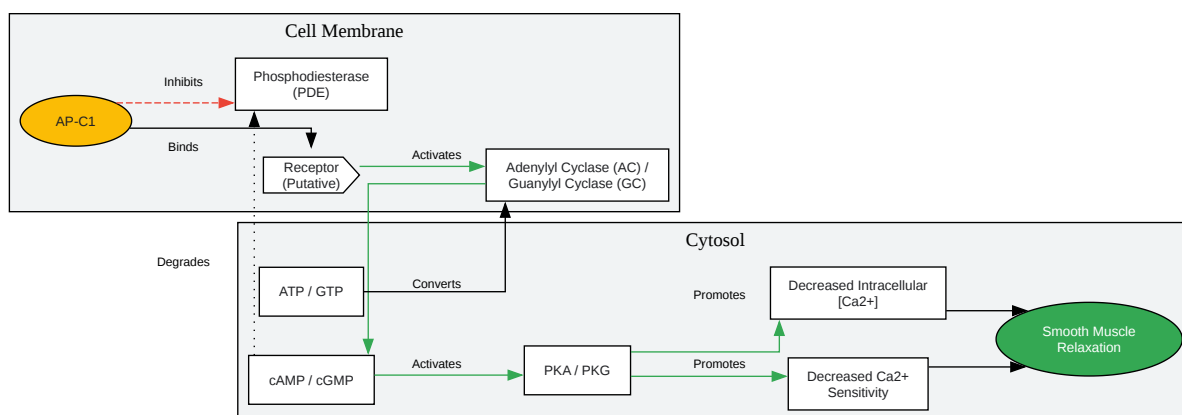 Cell Membrane
Inhibits
Phosphodiesterase
(PDE)
AP-C1
Binds
Receptor
(Putative)
Activates
Adenylyl Cyclase (AC) /
Guanylyl Cyclase (GC)
Cytosol
Degrades
ATP / GTP
Converts
Promotes
Decreased Intracellular
[Ca2+]
Smooth Muscle
Relaxation
cAMP / cGMP
Activates
PKA / PKG
Promotes
Decreased Ca2+
Sensitivity